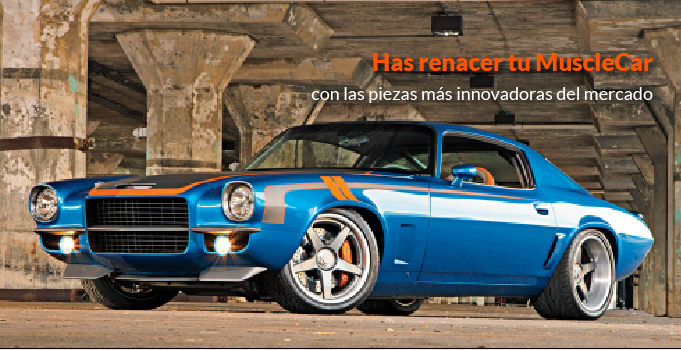 Has renacer tu MuscleCar
con las piezas más innovadoras del mercado